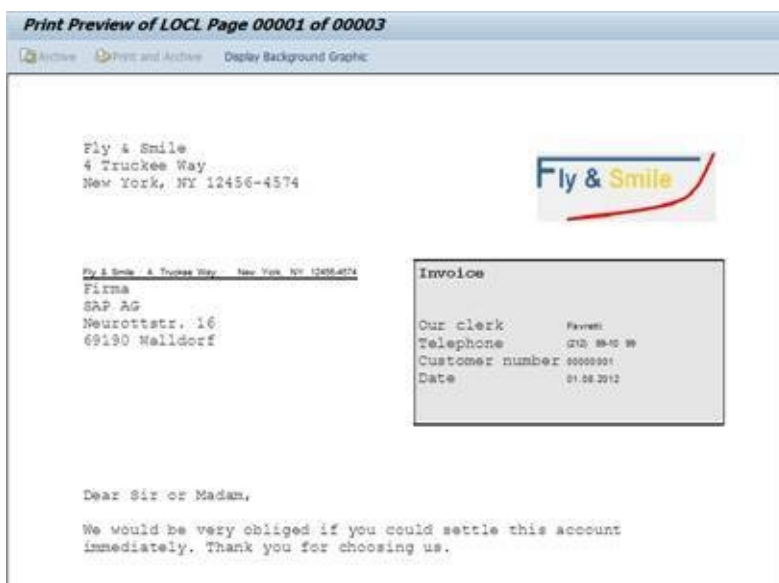 Print Preview of LOCL Page 00001 of 00003
Archive Print and Archive Display Background Graphic
Fly & Smile
4 Truckee Way
New York, NY 12456-4574
Fly & Smile
Fly & Smile 4 Truckee Way New York, NY 12456-4574
Firma
SAP AG
Neurottstr. 16
69190 Walldorf
Invoice
Our clerk
Telephone (212)
Customer number 00000001
Date 01.08.2012
Dear Sir or Madam,
We would be very obliged if you could settle this account
immediately. Thank you for choosing us.